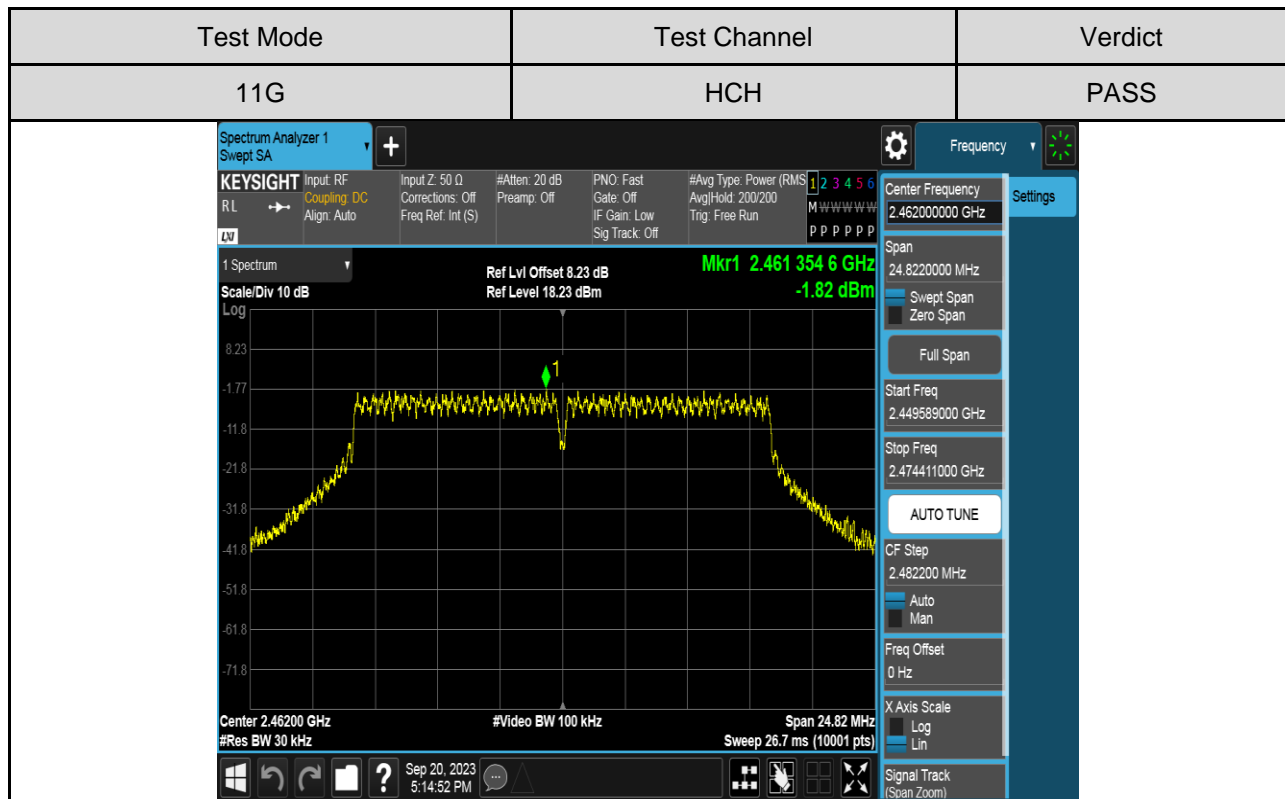 Test Mode Test Channel Verdict
11G HCH PASS
Spectrum Analyzer 1
Swept SA
Frequency
KEYSIGHT Input: RF Input Z: 50 Ω #Atten: 20 dB PNO: Fast #Avg Type: Power (RMS 1 2 3 4 5 6
RL Coupling: DC Corrections: Off Preamp: Off Gate: Off Avg|Hold: 200/200 M W W W W W
Align: Auto Freq Ref: Int (S) IF Gain: Low Trig: Free Run
LXI Sig Track: Off P P P P P P
1 Spectrum
Scale/Div 10 dB
Ref Lvl Offset 8.23 dB
Ref Level 18.23 dBm
Mkr1 2.461 354 6 GHz
-1.82 dBm
Log
8.23
-1.77
-11.8
-21.8
-31.8
-41.8
-51.8
-61.8
-71.8
1
Center 2.46200 GHz #Video BW 100 kHz Span 24.82 MHz
#Res BW 30 kHz Sweep 26.7 ms (10001 pts)
?
Sep 20, 2023
5:14:52 PM
Center Frequency
2.462000000 GHz
Settings
Span
24.8220000 MHz
Swept Span
Zero Span
Full Span
Start Freq
2.449589000 GHz
Stop Freq
2.474411000 GHz
AUTO TUNE
CF Step
2.482200 MHz
Auto
Man
Freq Offset
0 Hz
X Axis Scale
Log
Lin
Signal Track
(Span Zoom)